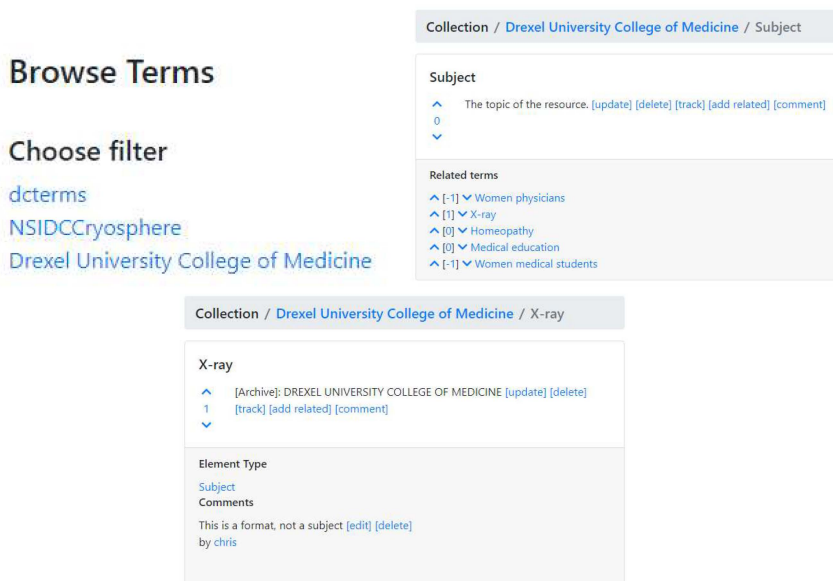 Browse Terms
Choose filter
dcterms
NSIDCCryosphere
Drexel University College of Medicine
Collection / Drexel University College of Medicine / Subject
Subject
The topic of the resource. [update] [delete] [track] [add related] [comment]
0
Related terms
[-1] Women physicians
[1] X-ray
[0] Homeopathy
[0] Medical education
[-1] Women medical students
Collection / Drexel University College of Medicine / X-ray
X-ray
[Archive]: DREXEL UNIVERSITY COLLEGE OF MEDICINE [update] [delete]
1 [track] [add related] [comment]
Element Type
Subject
Comments
This is a format, not a subject [edit] [delete]
by chris